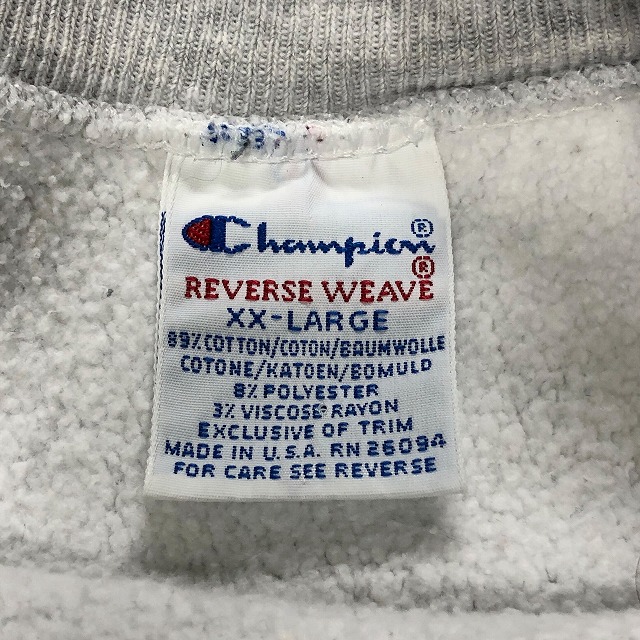 Champion®
REVERSE WEAVE®
XX-LARGE
89% COTTON/COTON/BAUMWOLLE
COTONE/KATOEN/BOMULD
8% POLYESTER
3% VISCOSE RAYON
EXCLUSIVE OF TRIM
MADE IN U.S.A. RN 26094
FOR CARE SEE REVERSE